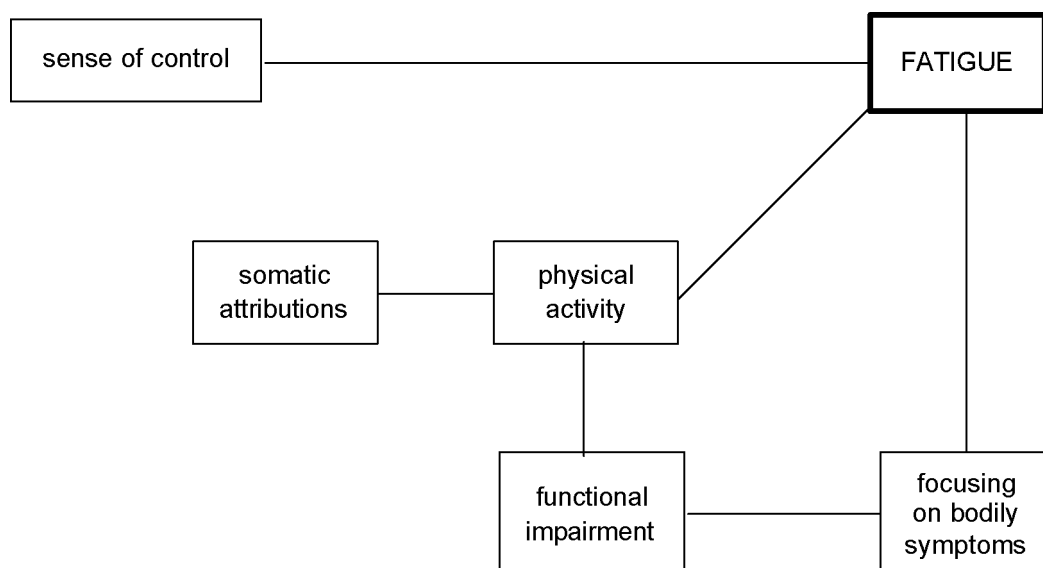 sense of control
FATIGUE
somatic
attributions
physical
activity
functional
impairment
focusing
on bodily
symptoms